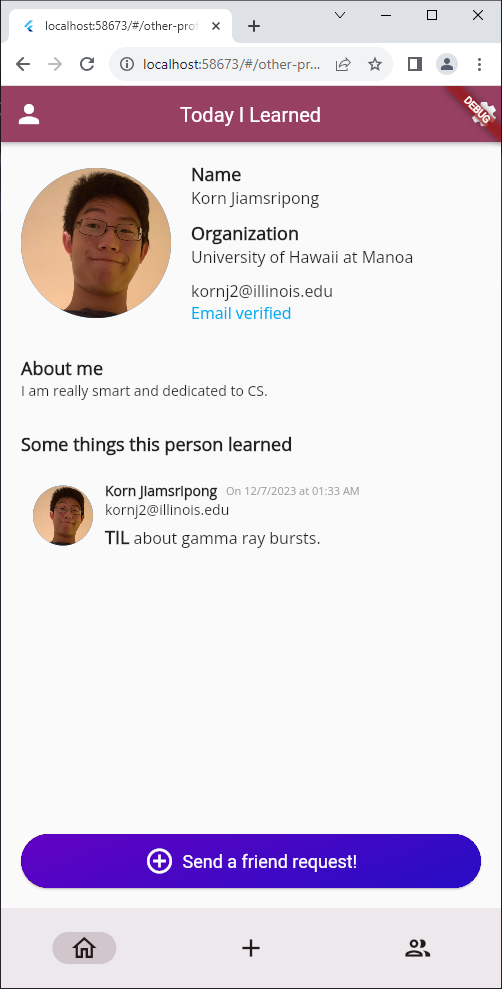 localhost:58673/#/other-prof
localhost:58673/#/other-pr...
Today I Learned
DEBUG
Name
Korn Jiamsripong
Organization
University of Hawaii at Manoa
kornj2@illinois.edu
Email verified
About me
I am really smart and dedicated to CS.
Some things this person learned
Korn Jiamsripong On 12/7/2023 at 01:33 AM
kornj2@illinois.edu
TIL about gamma ray bursts.
Send a friend request!